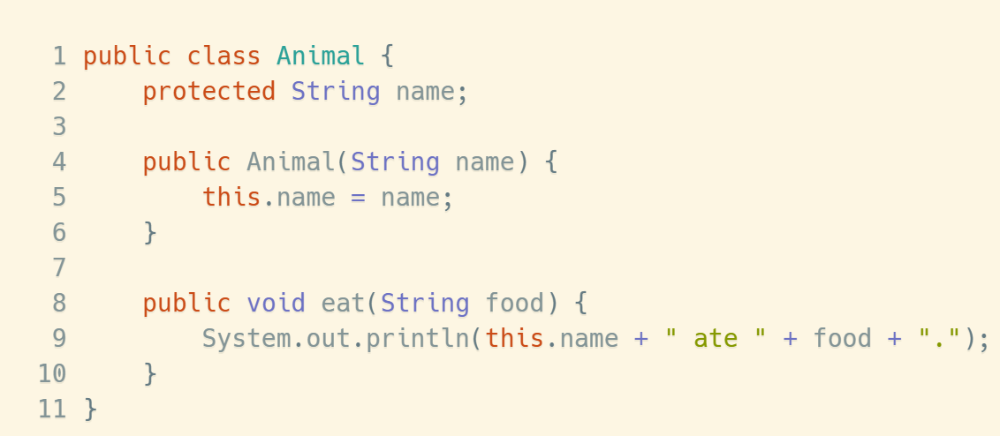 1 public class Animal {
2     protected String name;
3
4     public Animal(String name) {
5         this.name = name;
6     }
7
8     public void eat(String food) {
9         System.out.println(this.name + " ate " + food + ".");
10     }
11 }